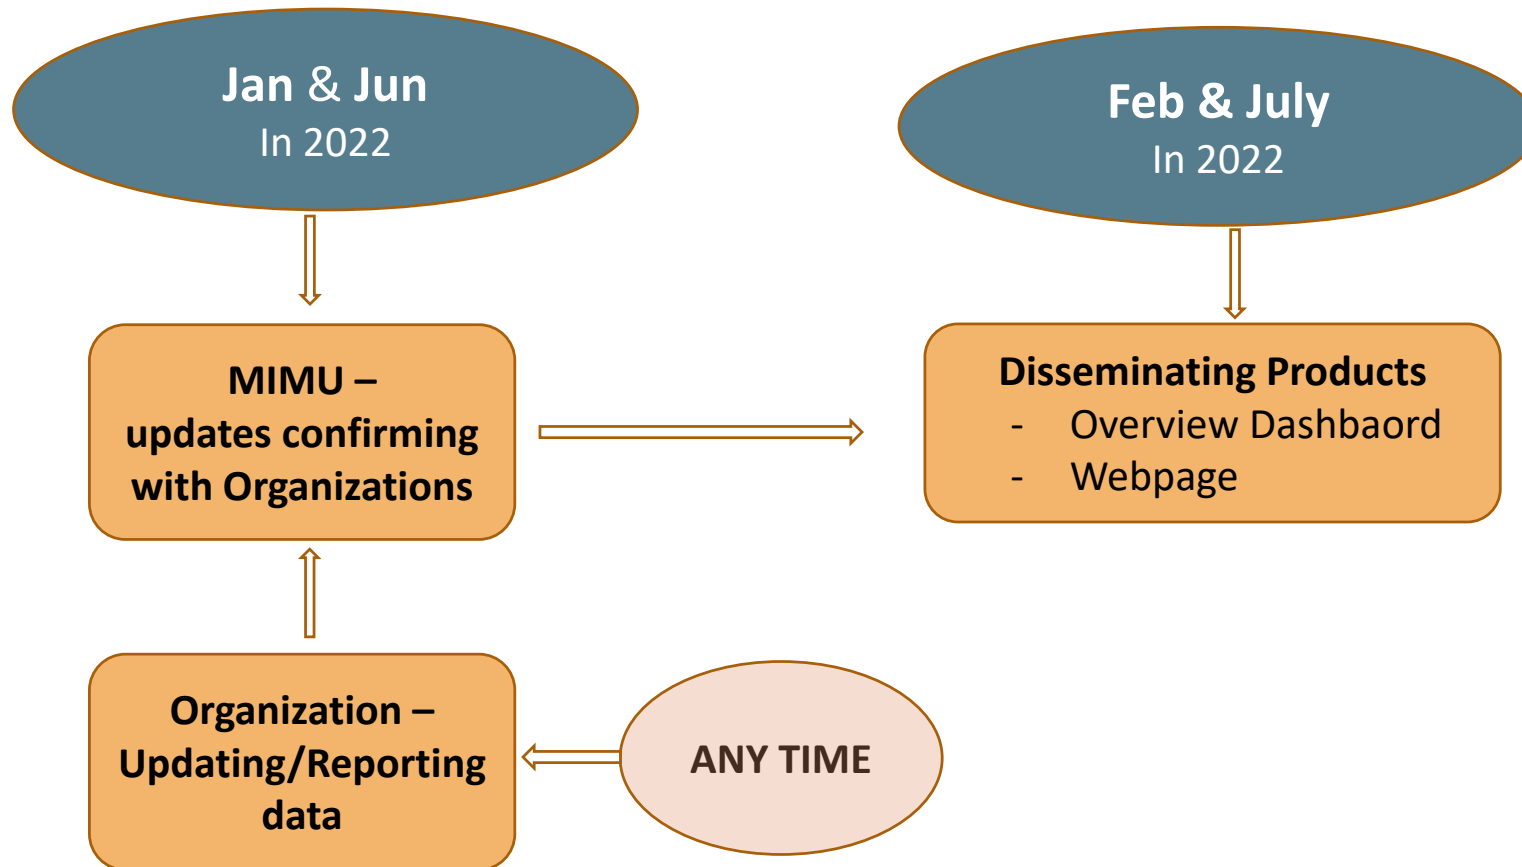 Jan & Jun
In 2022
Feb & July
In 2022
MIMU –
updates confirming
with Organizations
Disseminating Products
- Overview Dashbaord
- Webpage
Organization –
Updating/Reporting
data
ANY TIME